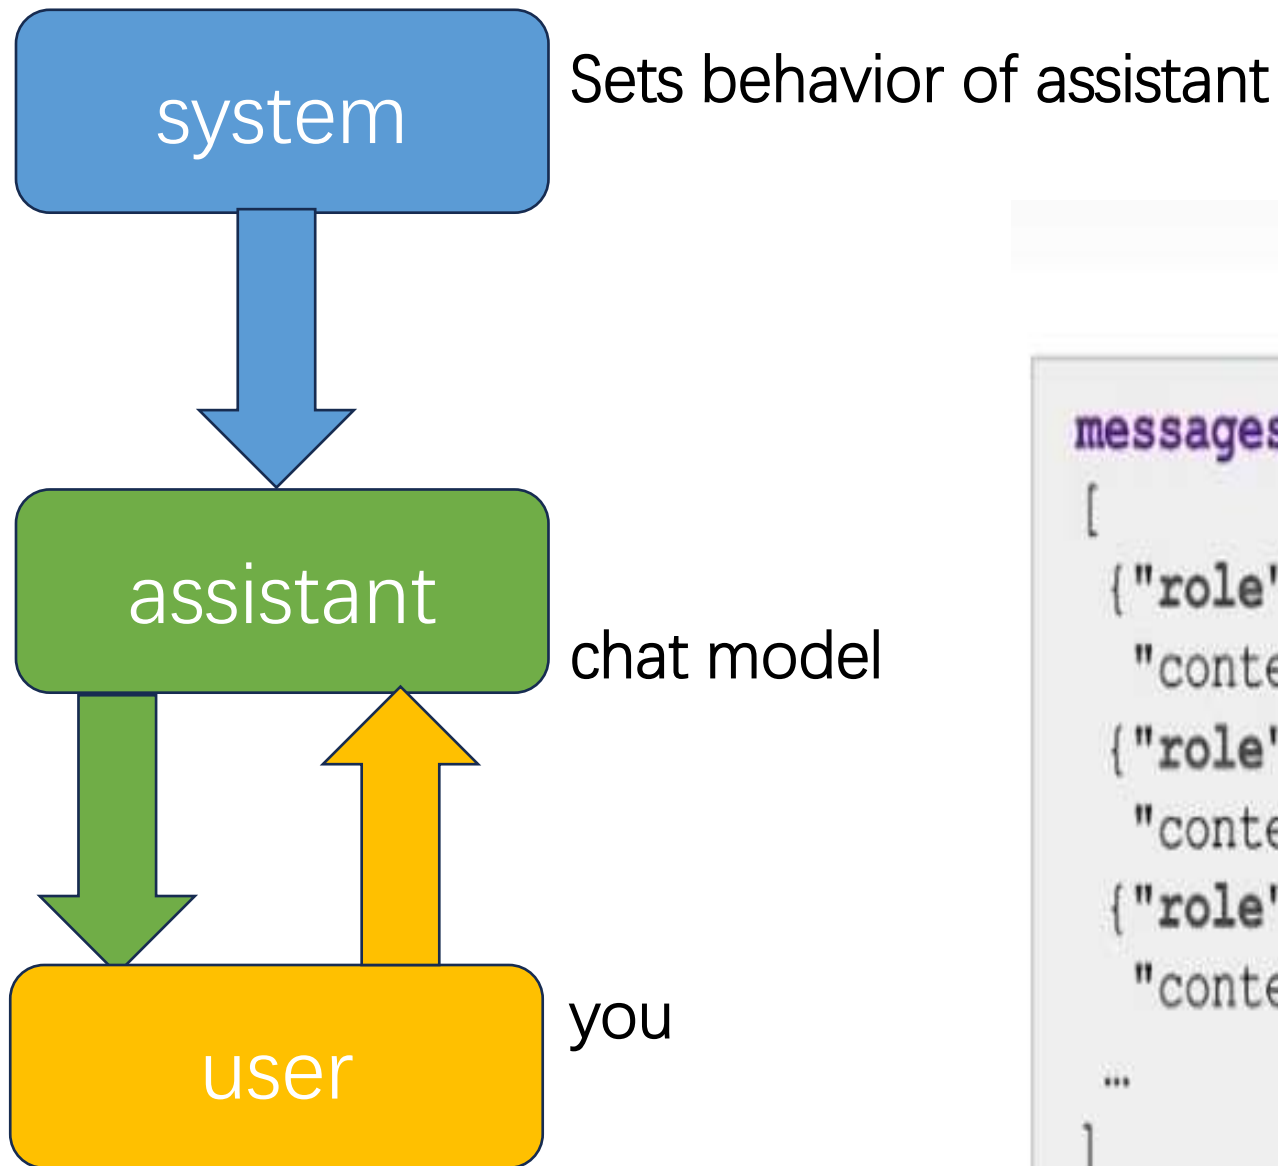 system
Sets behavior of assistant
assistant
chat model
user
you
messages
[
{"role"
"conte
{"role"
"conte
{"role"
"conte
...
]